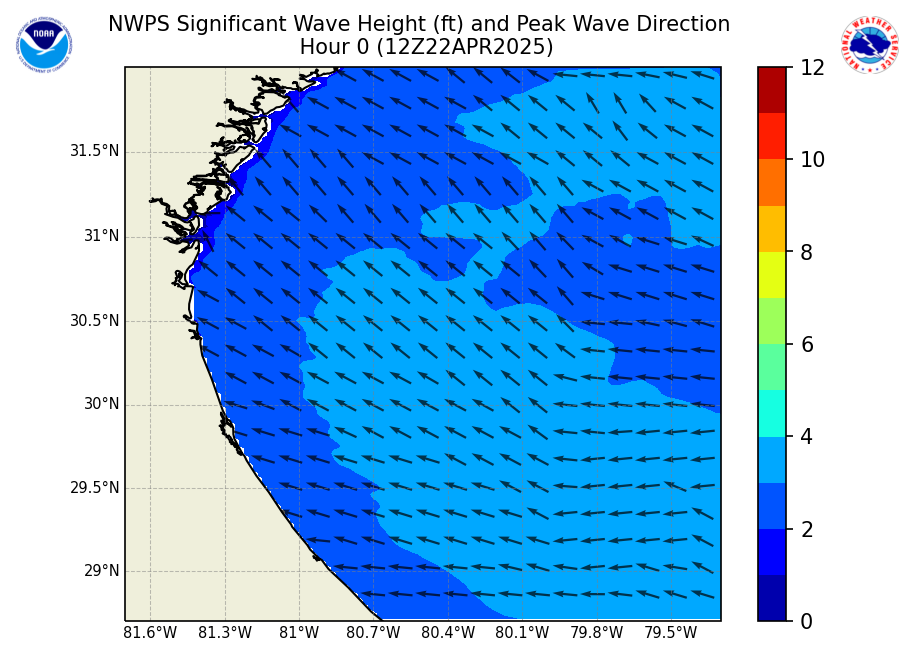 NWPS Significant Wave Height (ft) and Peak Wave Direction
Hour 0 (12Z22APR2025)
NOAA
NATIONAL WEATHER SERVICE
12
10
8
6
4
2
0
31.5°N
31°N
30.5°N
30°N
29.5°N
29°N
81.6°W 81.3°W 81°W 80.7°W 80.4°W 80.1°W 79.8°W 79.5°W